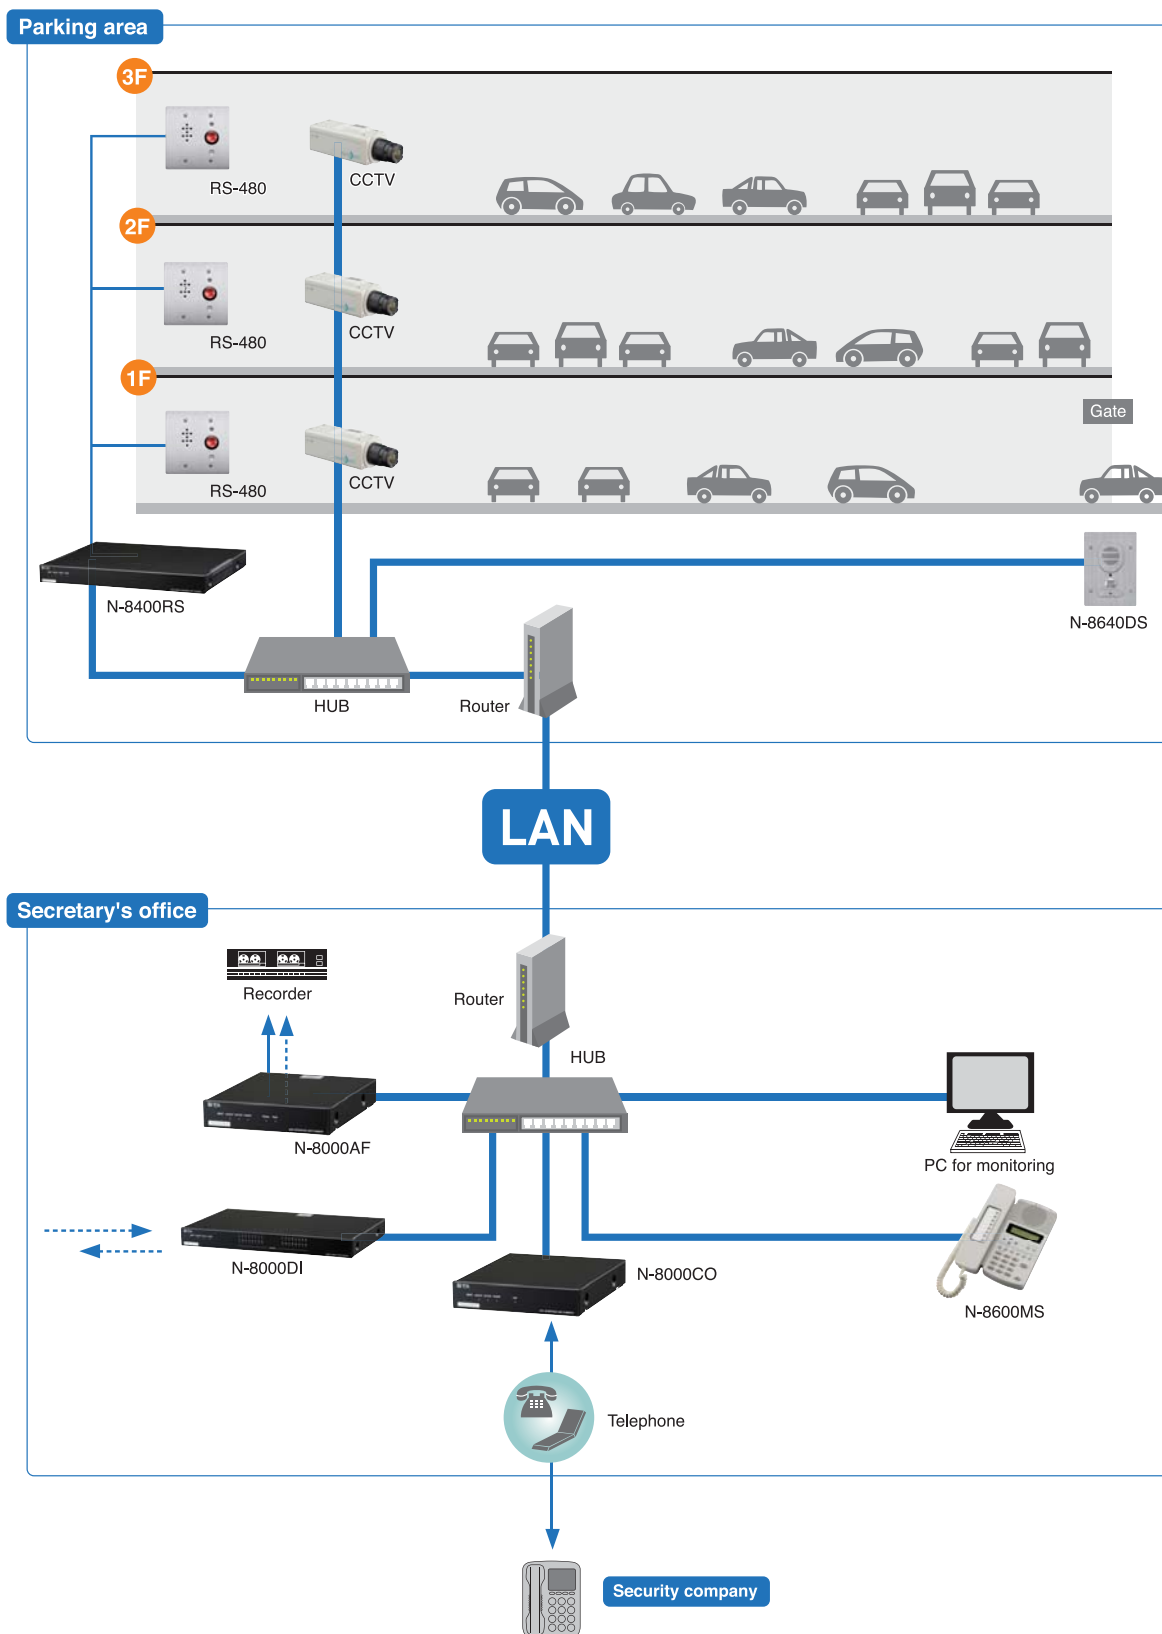 Parking area
3F
RS-480
CCTV
2F
RS-480
CCTV
1F
Gate
RS-480
CCTV
N-8400RS
N-8640DS
HUB
Router
LAN
Secretary's office
Recorder
Router
HUB
N-8000AF
PC for monitoring
N-8000DI
N-8000CO
N-8600MS
Telephone
Security company